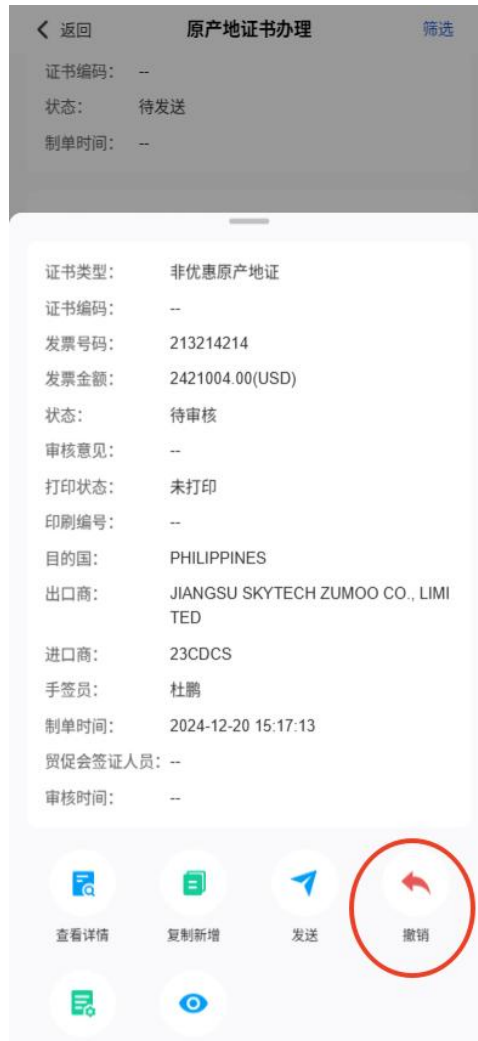 返回 原产地证书办理 筛选
证书编码： --
状态： 待发送
制单时间： --
证书类型： 非优惠原产地证
证书编码： --
发票号码： 213214214
发票金额： 2421004.00(USD)
状态： 待审核
审核意见： --
打印状态： 未打印
印刷编号： --
目的国： PHILIPPINES
出口商： JIANGSU SKYTECH ZUMOO CO., LIMI
TED
进口商： 23CDCS
手签员： 杜鹏
制单时间： 2024-12-20 15:17:13
贸促会签证人员： --
审核时间： --
查看详情 复制新增 发送 撤销